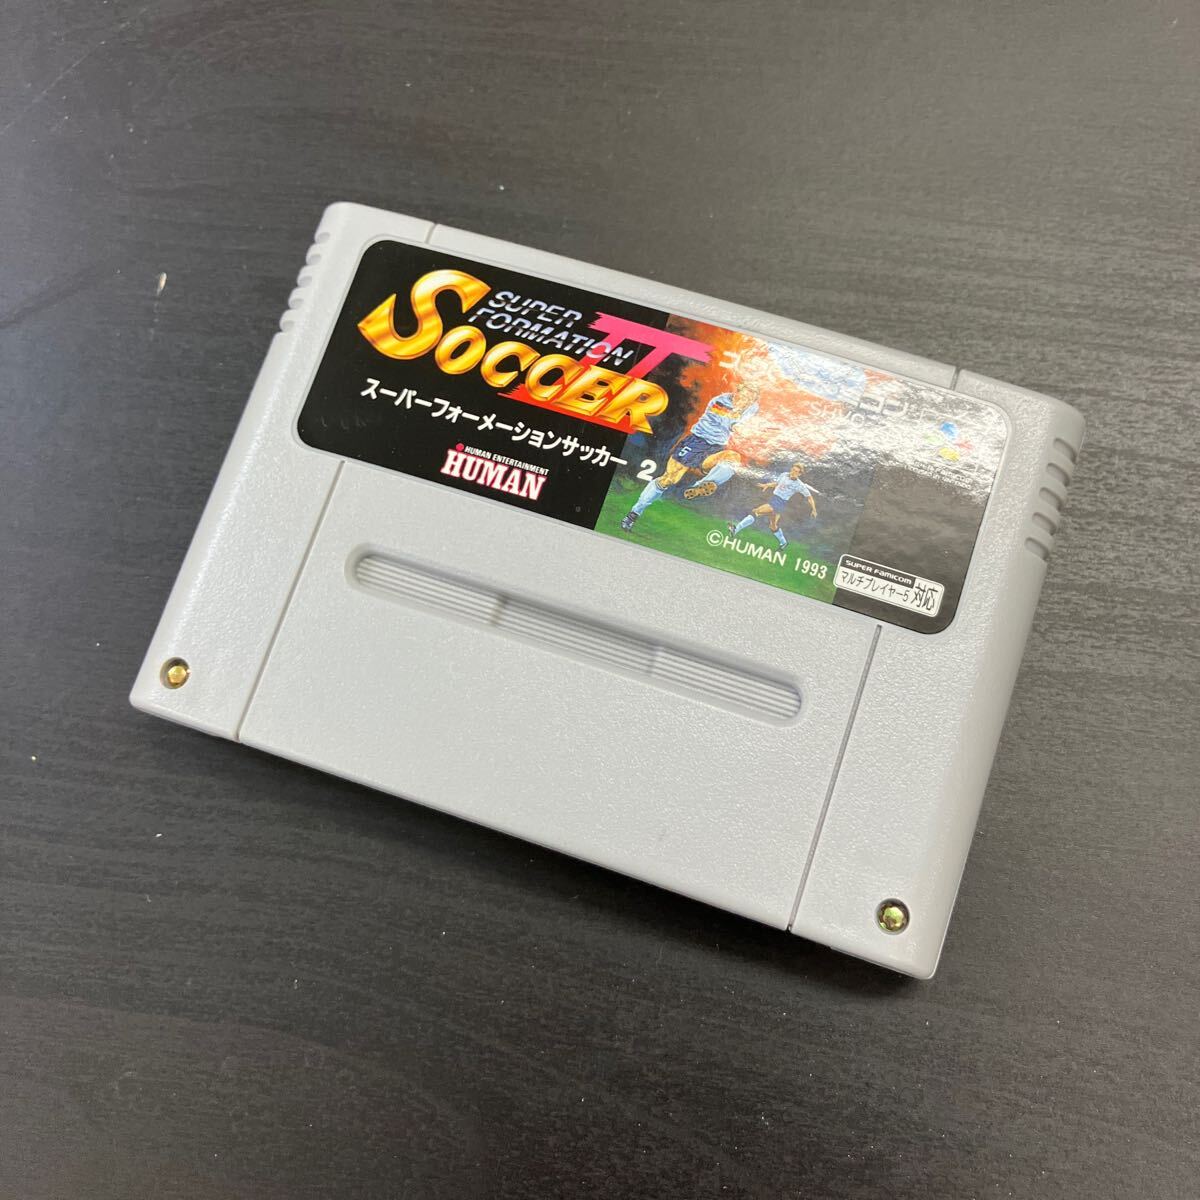 SUPER
FORMATION
SOCCER II
スーパーフォーメーションサッカー 2
HUMAN ENTERTAINMENT
HUMAN
©HUMAN 1993
SUPER FAMICOM
マルチプレイヤー5 対応